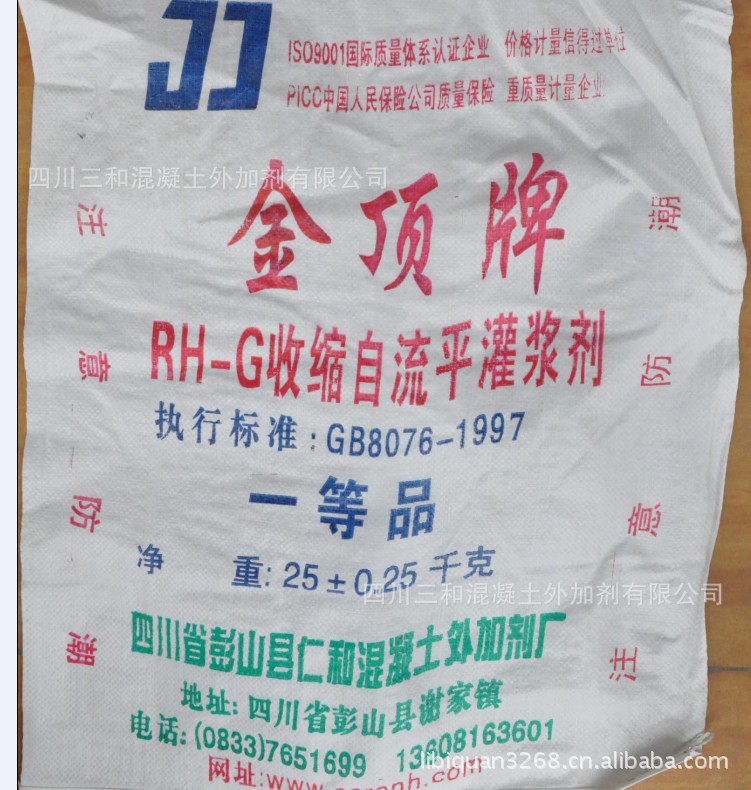 ISO9001国际质量体系认证企业 价格计量信得过单位
PICC中国人民保险公司质量保险 重质量计量企业
四川三和混凝土外加剂有限公司
金顶牌
RH-G收缩自流平灌浆剂
执行标准:GB8076-1997
一等品
净 重:25±0.25千克
四川三和混凝土外加剂有限公司
四川省彭山县仁和混凝土外加剂厂
地址:四川省彭山县谢家镇
电话:(0833)7651699 13608163601
网址:www.
libiquan3268.cn.alibaba.com
注意防潮
注意防潮